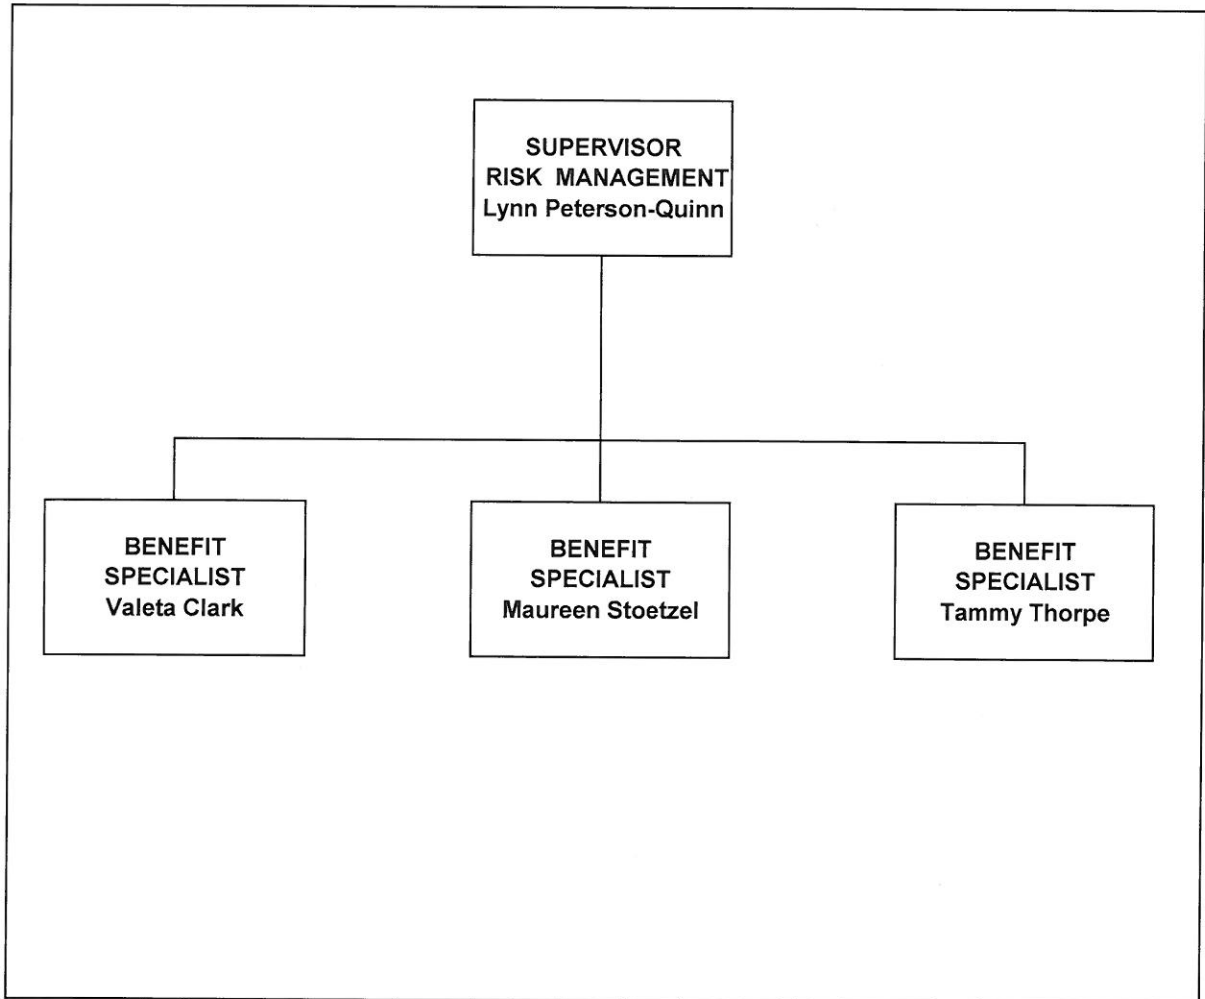 SUPERVISOR
RISK MANAGEMENT
Lynn Peterson-Quinn
BENEFIT
SPECIALIST
Valeta Clark
BENEFIT
SPECIALIST
Maureen Stoetzel
BENEFIT
SPECIALIST
Tammy Thorpe